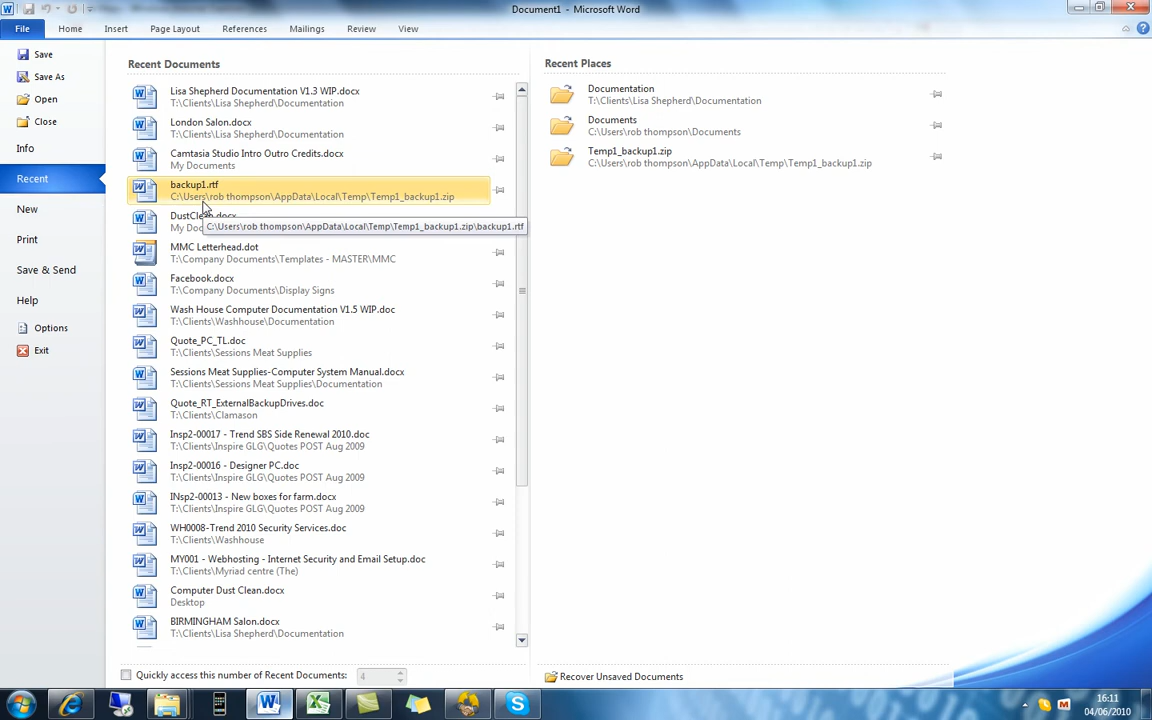 Document1 - Microsoft Word
File
Home
Insert
Page Layout
References
Mailings
Review
View
Save
Save As
Open
Close
Info
Recent
New
Print
Save & Send
Help
Options
Exit
Recent Documents
Lisa Shepherd Documentation V1.3 WIP.docx
T:\Clients\Lisa Shepherd\Documentation
London Salon.docx
T:\Clients\Lisa Shepherd\Documentation
Camtasia Studio Intro Outro Credits.docx
My Documents
backup1.rtf
C:\Users\rob thompson\AppData\Local\Temp\Temp1_backup1.zip
C:\Users\rob thompson\AppData\Local\Temp\Temp1_backup1.zip\backup1.rtf
MMC Letterhead.dot
T:\Company Documents\Templates - MASTER\MMC
Facebook.docx
T:\Company Documents\Display Signs
Wash House Computer Documentation V1.5 WIP.doc
T:\Clients\Washhouse\Documentation
Quote_PC_TL.doc
T:\Clients\Sessions Meat Supplies
Sessions Meat Supplies-Computer System Manual.docx
T:\Clients\Sessions Meat Supplies\Documentation
Quote_RT_ExternalBackupDrives.doc
T:\Clients\Clamason
Insp2-00017 - Trend SBS Side Renewal 2010.docx
T:\Clients\Inspire GLG\Quotes POST Aug 2009
Insp2-00016 - Designer PC.doc
T:\Clients\Inspire GLG\Quotes POST Aug 2009
INsp2-00013 - New boxes for farm.docx
T:\Clients\Inspire GLG\Quotes POST Aug 2009
WH0008-Trend 2010 Security Services.doc
T:\Clients\Washhouse
MY001 - Webhosting - Internet Security and Email Setup.doc
T:\Clients\Myriad centre (The)
Computer Dust Clean.docx
Desktop
BIRMINGHAM Salon.docx
T:\Clients\Lisa Shepherd\Documentation
Quickly access this number of Recent Documents:
4
Recent Places
Documentation
T:\Clients\Lisa Shepherd\Documentation
Documents
C:\Users\rob thompson\Documents
Temp1_backup1.zip
C:\Users\rob thompson\AppData\Local\Temp\Temp1_backup1.zip
Recover Unsaved Documents
16:11
04/06/2010